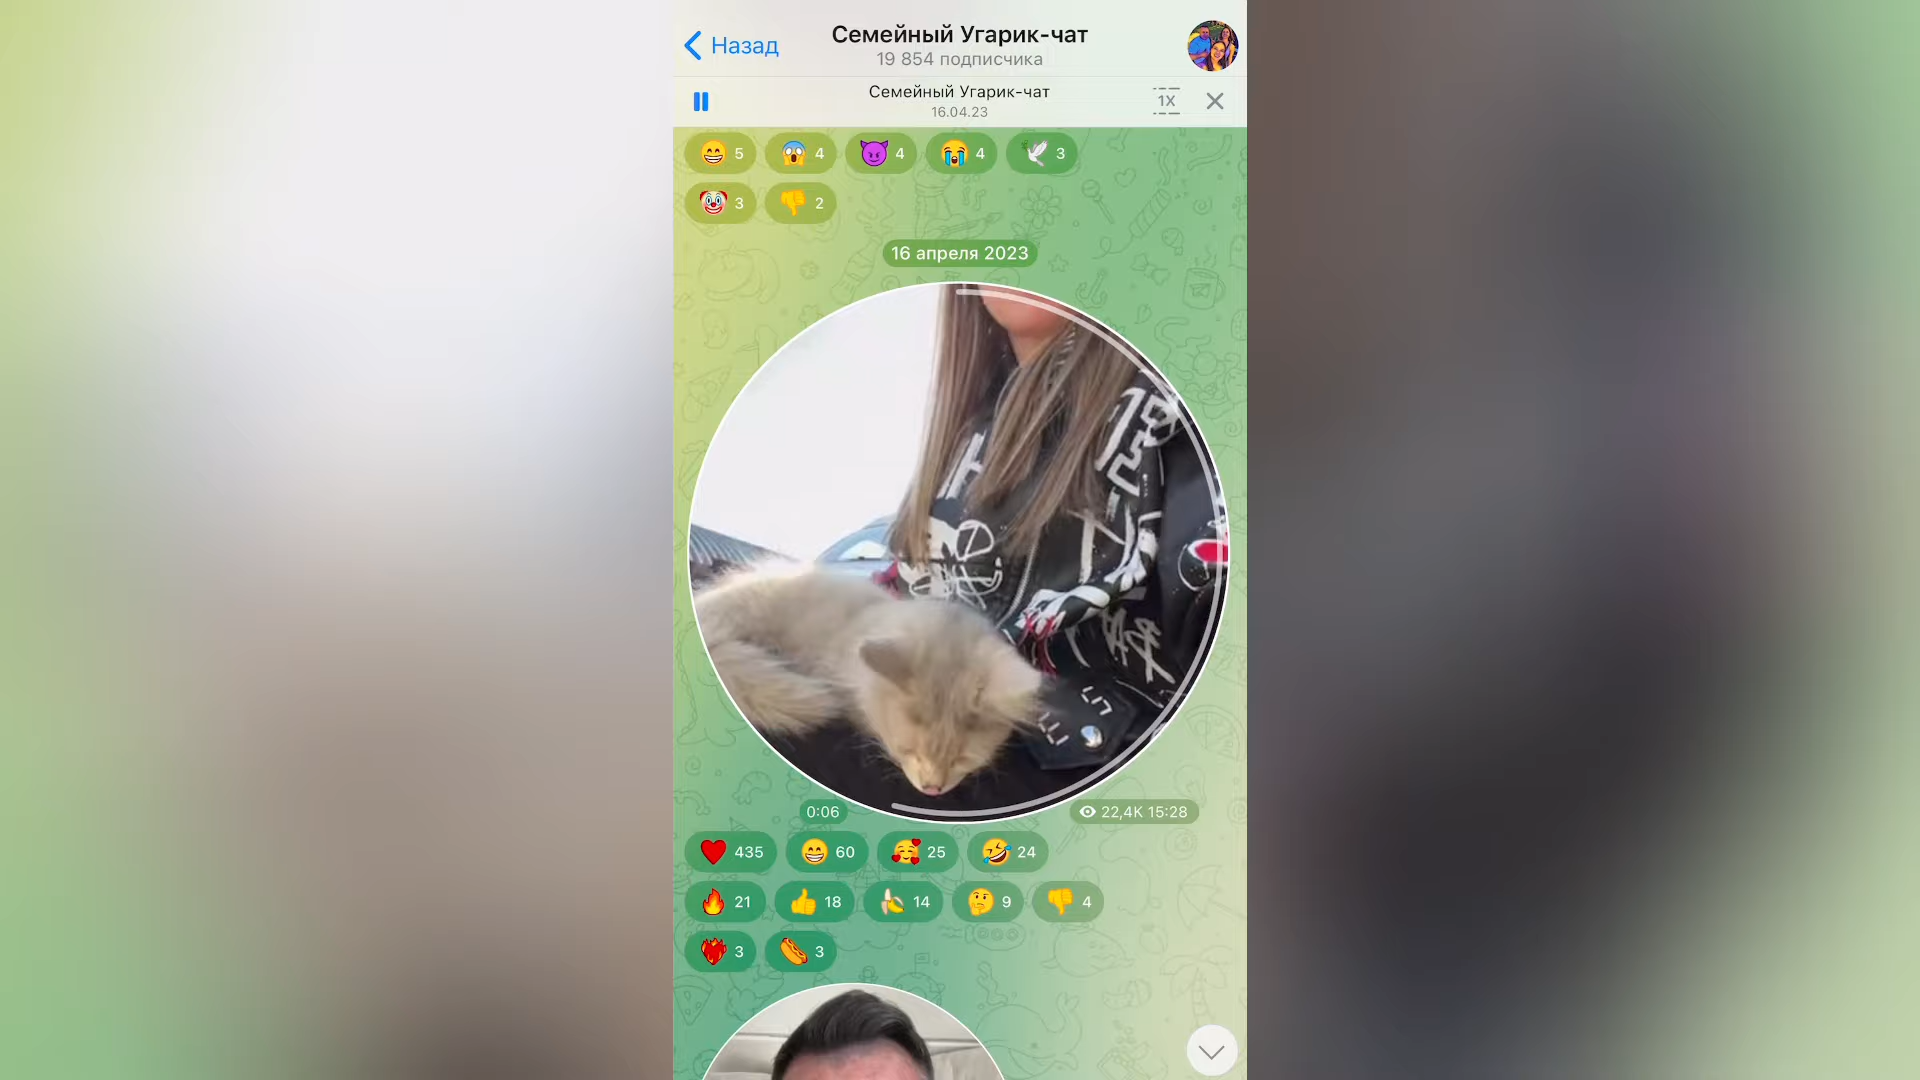 Назад
Семейный Угарик-чат
19 854 подписчика
Семейный Угарик-чат
16.04.23
1X
5 4 4 4 3
3 2
16 апреля 2023
0:06
22,4K 15:28
435 60 25 24
21 18 14 9 4
3 3